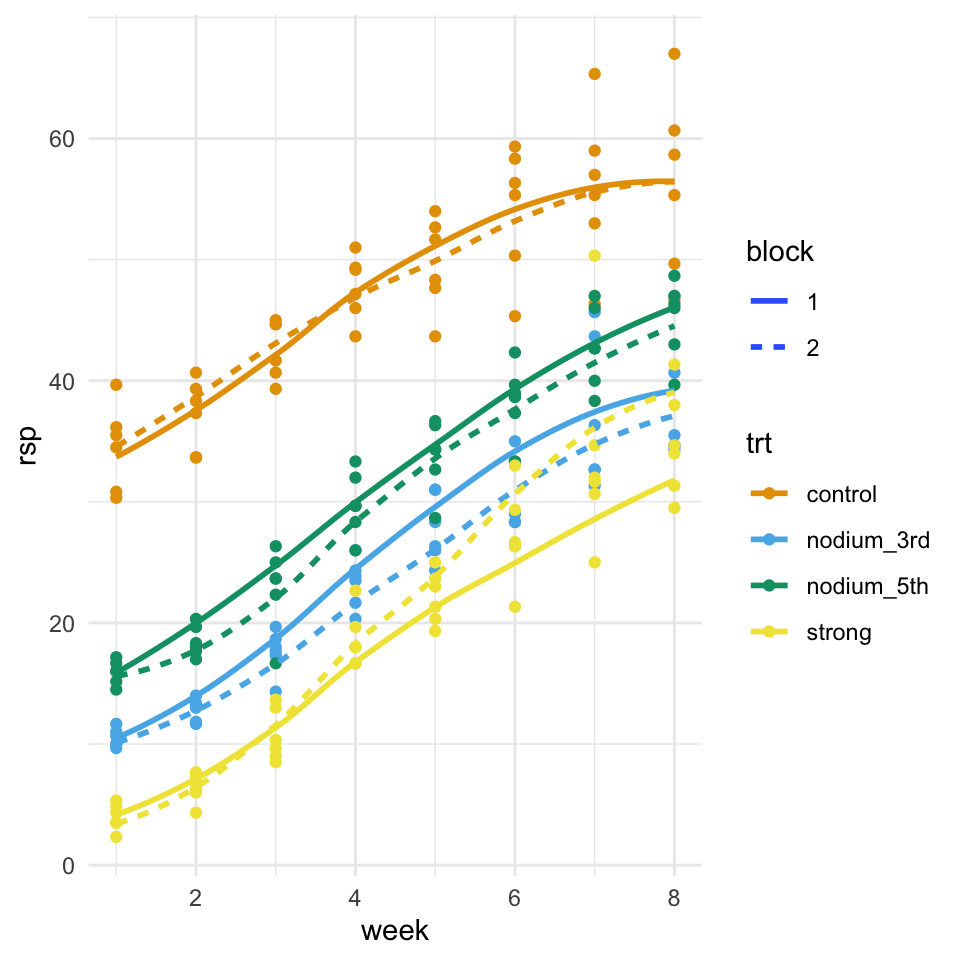 60
40
20
0
rsp
2 4 6 8
week
block
1
2
trt
control
nodium_3rd
nodium_5th
strong